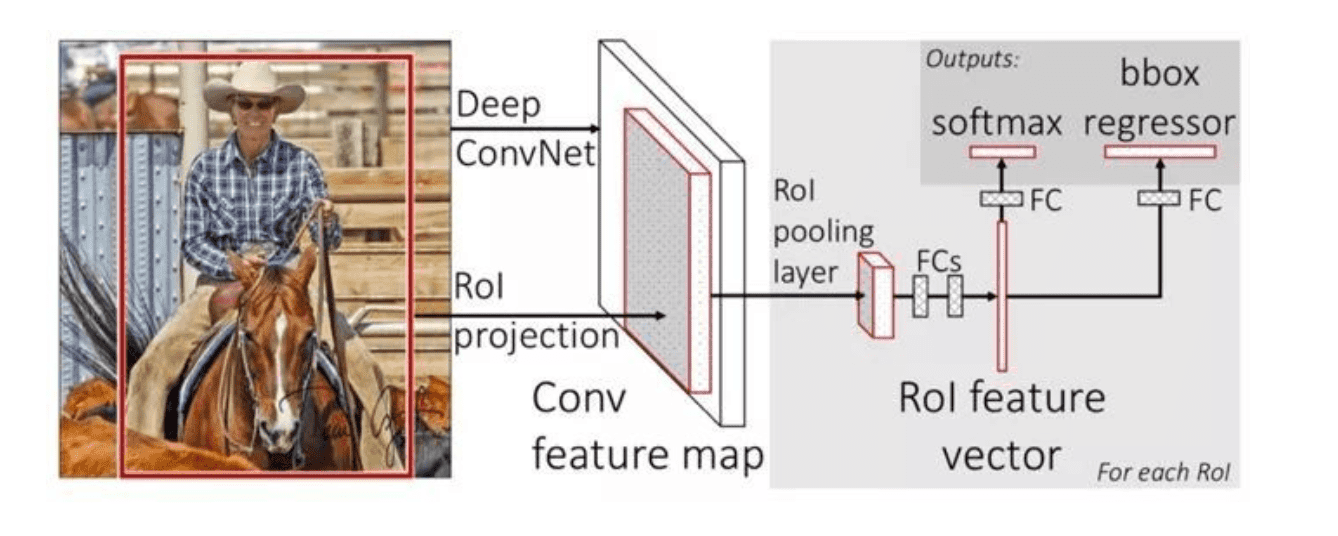 Deep
ConvNet
RoI
projection
Conv
feature map
RoI
pooling
layer
FCs
Outputs:
softmax
bbox
regressor
FC
FC
RoI feature
vector
For each RoI